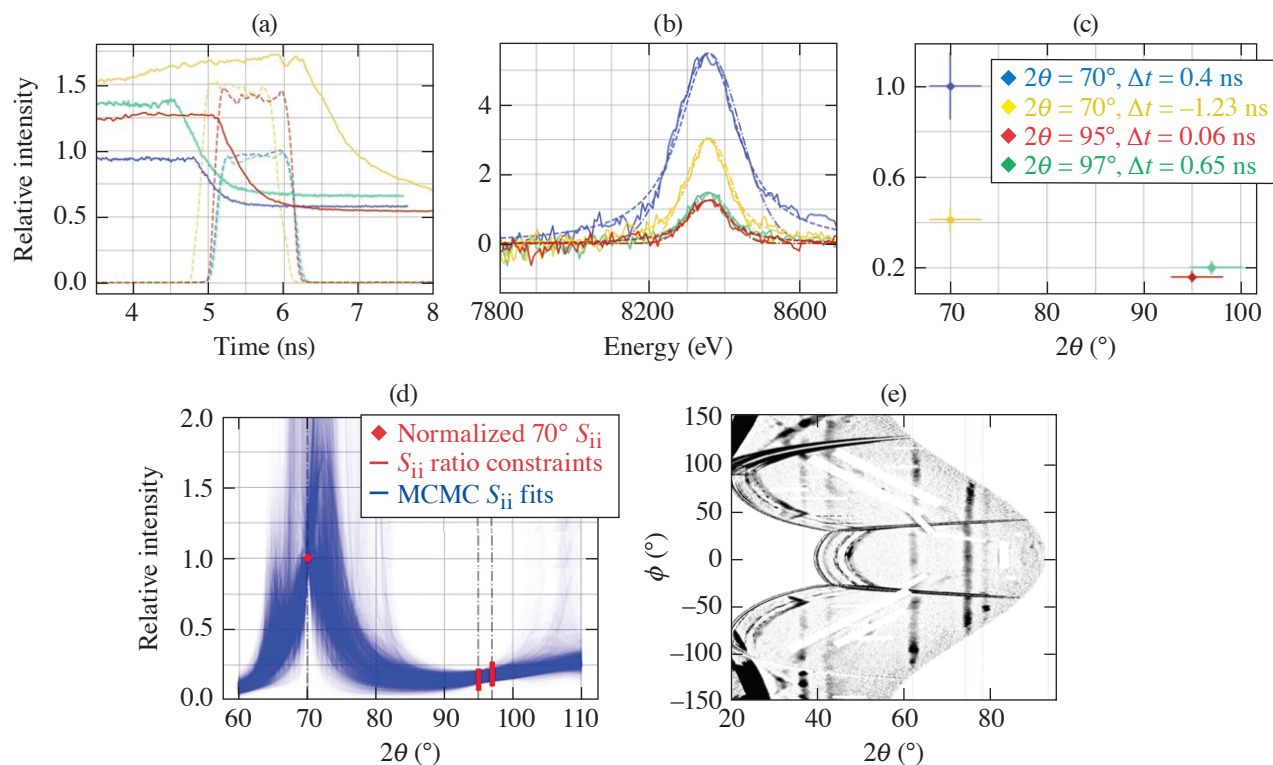 (a)
Relative intensity
1.5
1.0
0.5
0.0
4 5 6 7 8
Time (ns)
(b)
4
2
0
7800 8200 8600
Energy (eV)
(c)
1.0
0.6
0.2
2θ = 70°, Δt = 0.4 ns
2θ = 70°, Δt = –1.23 ns
2θ = 95°, Δt = 0.06 ns
2θ = 97°, Δt = 0.65 ns
70 80 90 100
2θ (°)
(d)
Relative intensity
2.0
1.5
1.0
0.5
0.0
Normalized 70° Sii
Sii ratio constraints
MCMC Sii fits
60 70 80 90 100 110
2θ (°)
(e)
ϕ (°)
150
100
50
0
−50
−100
−150
20 40 60 80
2θ (°)